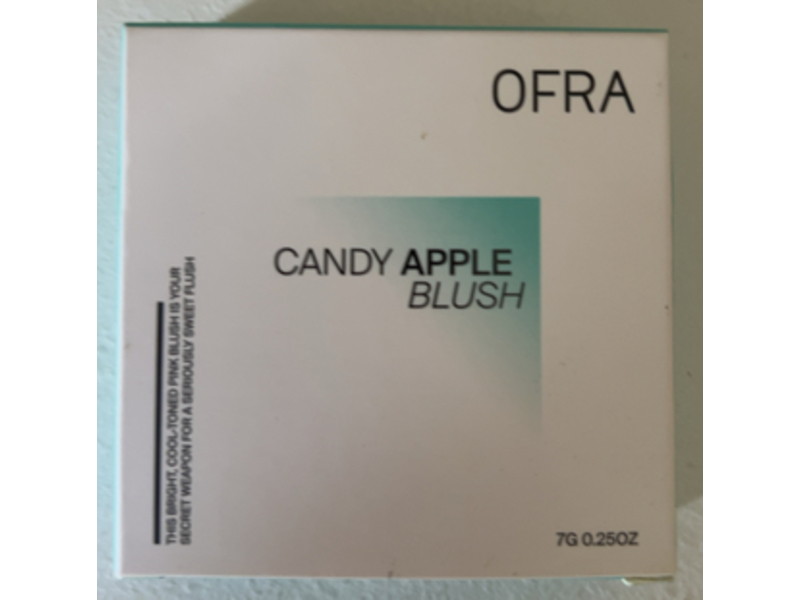 OFRA
CANDY APPLE
BLUSH
THIS BRIGHT, COOL-TONED PINK BLUSH IS YOUR
SECRET WEAPON FOR A SERIOUSLY SWEET FLUSH
7G 0.25OZ